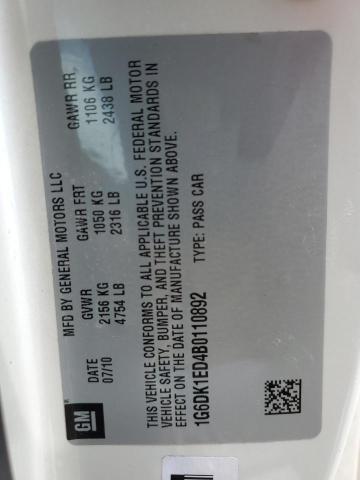 GM
MFD BY GENERAL MOTORS LLC
DATE GVWR GAWR FRT GAWR RR
07/10 2156 KG 1050 KG 1106 KG
4754 LB 2316 LB 2438 LB
THIS VEHICLE CONFORMS TO ALL APPLICABLE U.S. FEDERAL MOTOR
VEHICLE SAFETY, BUMPER, AND THEFT PREVENTION STANDARDS IN
EFFECT ON THE DATE OF MANUFACTURE SHOWN ABOVE.
1G6DK1ED4B0110892 TYPE: PASS CAR